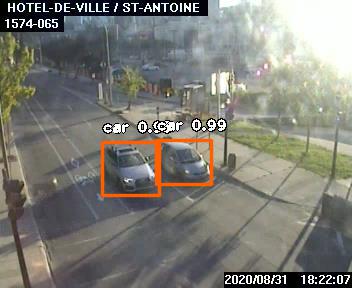 HOTEL-DE-VILLE / ST-ANTOINE
1574-065
car 0.9
car 0.99
2020/08/31 18:22:07